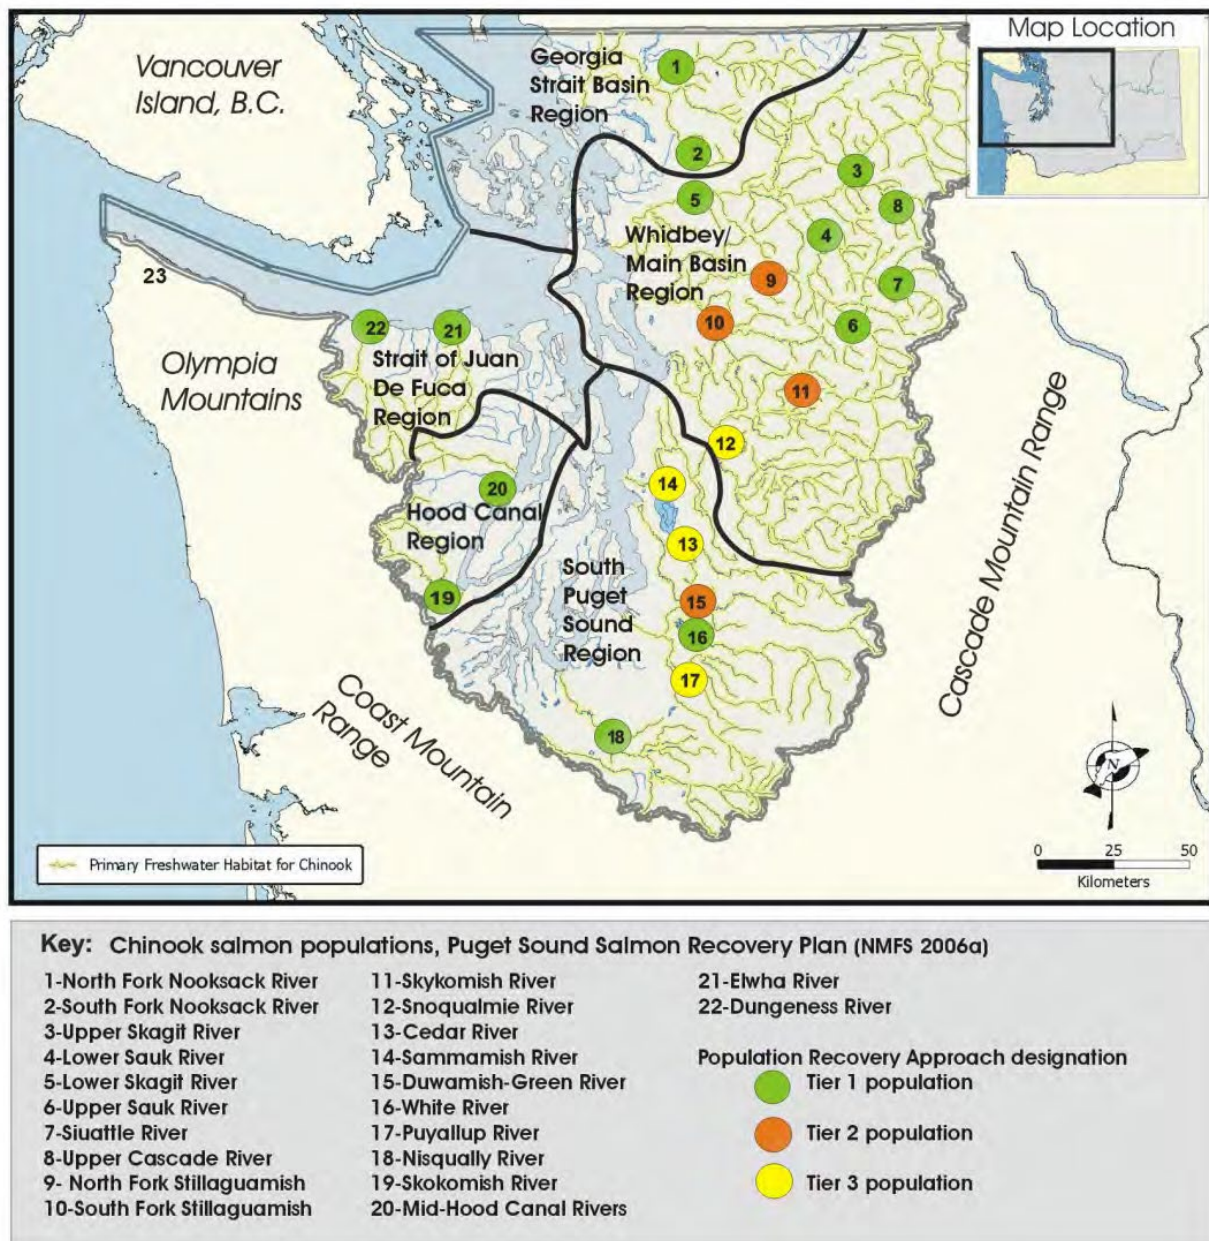 Map Location
Vancouver
Island, B.C.
Georgia
Strait Basin
Region
1
2
3
5
8
4
Whidbey/
Main Basin
Region
9
7
10
6
23
22
21
Strait of Juan
De Fuca
Region
Olympia
Mountains
11
12
14
20
Hood Canal
Region
13
South
Puget
Sound
Region
15
19
16
17
18
Coast Mountain
Range
Cascade Mountain Range
N
0 25 50
Kilometers
Primary Freshwater Habitat for Chinook
Key: Chinook salmon populations, Puget Sound Salmon Recovery Plan (NMFS 2006a)
1-North Fork Nooksack River
2-South Fork Nooksack River
3-Upper Skagit River
4-Lower Sauk River
5-Lower Skagit River
6-Upper Sauk River
7-Siuattle River
8-Upper Cascade River
9- North Fork Stillaguamish
10-South Fork Stillaguamish
11-Skykomish River
12-Snoqualmie River
13-Cedar River
14-Sammamish River
15-Duwamish-Green River
16-White River
17-Puyallup River
18-Nisqually River
19-Skokomish River
20-Mid-Hood Canal Rivers
21-Elwha River
22-Dungeness River
Population Recovery Approach designation
Tier 1 population
Tier 2 population
Tier 3 population